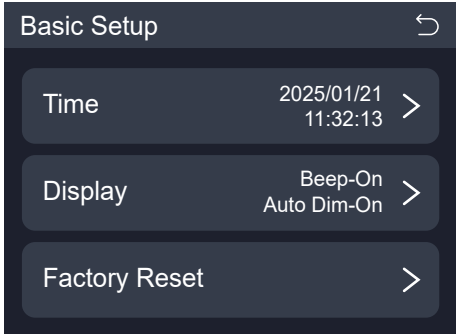 Basic Setup
Time
2025/01/21
11:32:13
Display
Beep-On
Auto Dim-On
Factory Reset